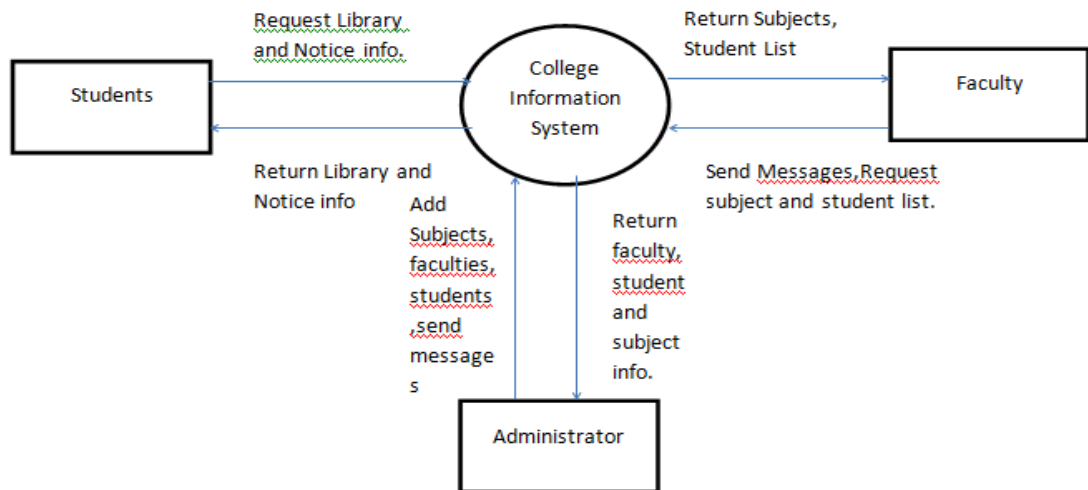 Request Library
and Notice info.
Return Subjects,
Student List
Students
College
Information
System
Faculty
Return Library and
Notice info
Send Messages,Request
subject and student list.
Add
Subjects,
faculties,
students
,send
message
s
Return
faculty,
student
and
subject
info.
Administrator